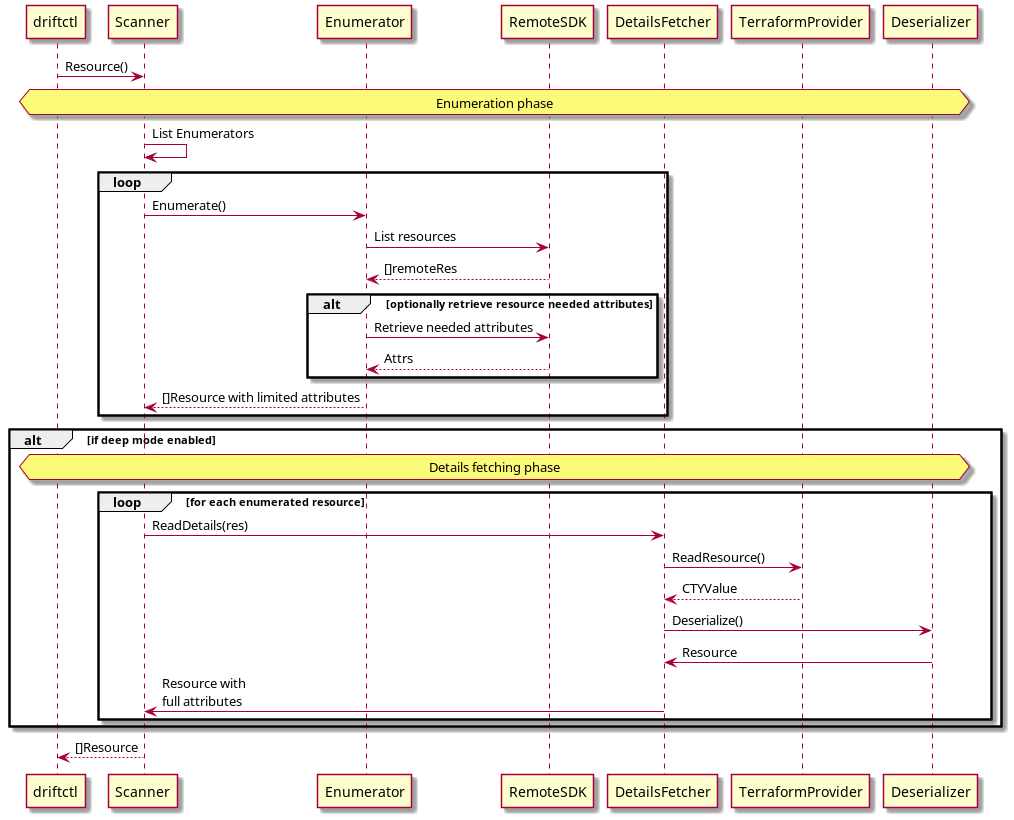 driftctl Scanner Enumerator RemoteSDK DetailsFetcher TerraformProvider Deserializer
Resource()
Enumeration phase
List Enumerators
loop
Enumerate()
List resources
[]remoteRes
alt [optionally retrieve resource needed attributes]
Retrieve needed attributes
Attrs
[]Resource with limited attributes
alt [if deep mode enabled]
Details fetching phase
loop [for each enumerated resource]
ReadDetails(res)
ReadResource()
CTYValue
Deserialize()
Resource
Resource with
full attributes
[]Resource
driftctl Scanner Enumerator RemoteSDK DetailsFetcher TerraformProvider Deserializer